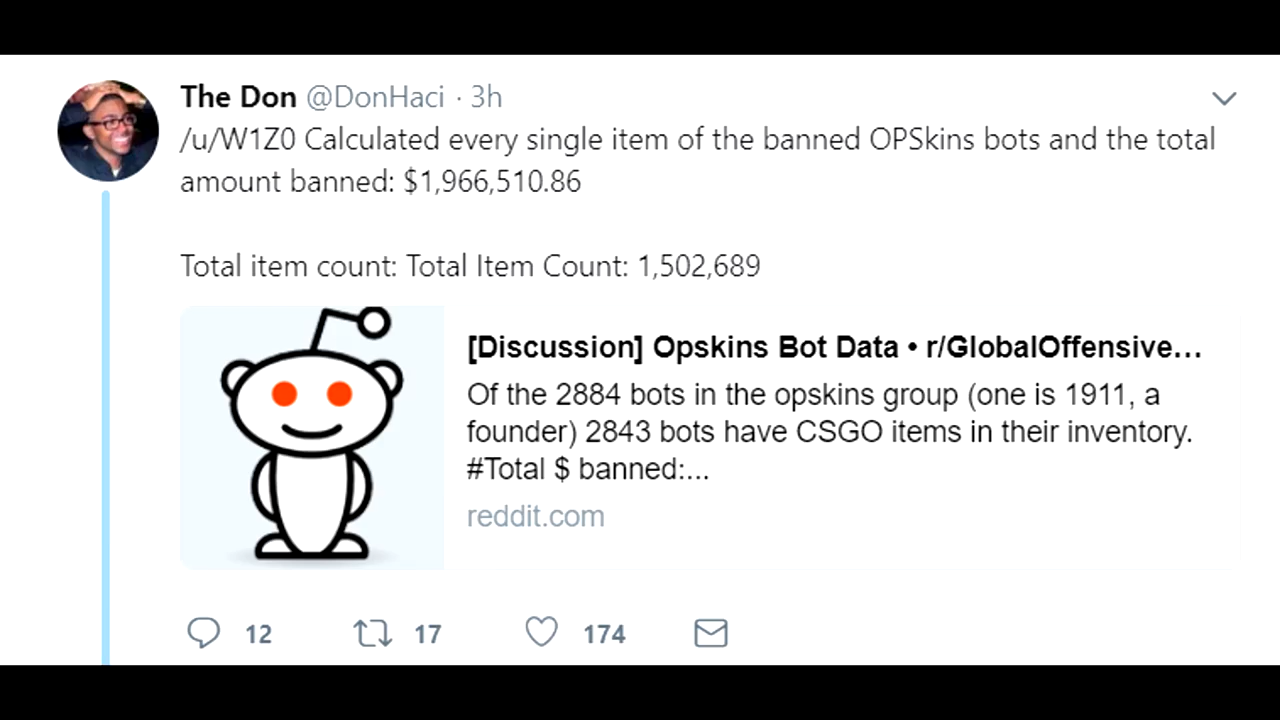 The Don @DonHaci · 3h
/u/W1Z0 Calculated every single item of the banned OPSkins bots and the total
amount banned: $1,966,510.86
Total item count: Total Item Count: 1,502,689
[Discussion] Opskins Bot Data • r/GlobalOffensive...
Of the 2884 bots in the opskins group (one is 1911, a
founder) 2843 bots have CSGO items in their inventory.
#Total $ banned:...
reddit.com
12 17 174